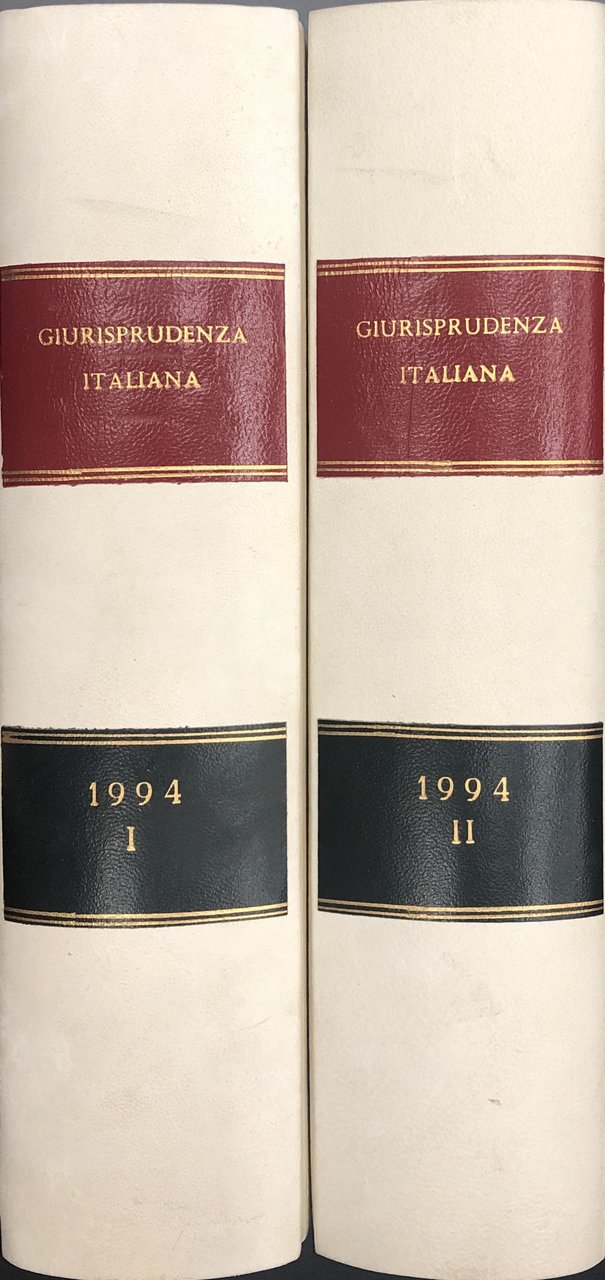 GIURISPRUDENZA
ITALIANA
1994
I
GIURISPRUDENZA
ITALIANA
1994
II